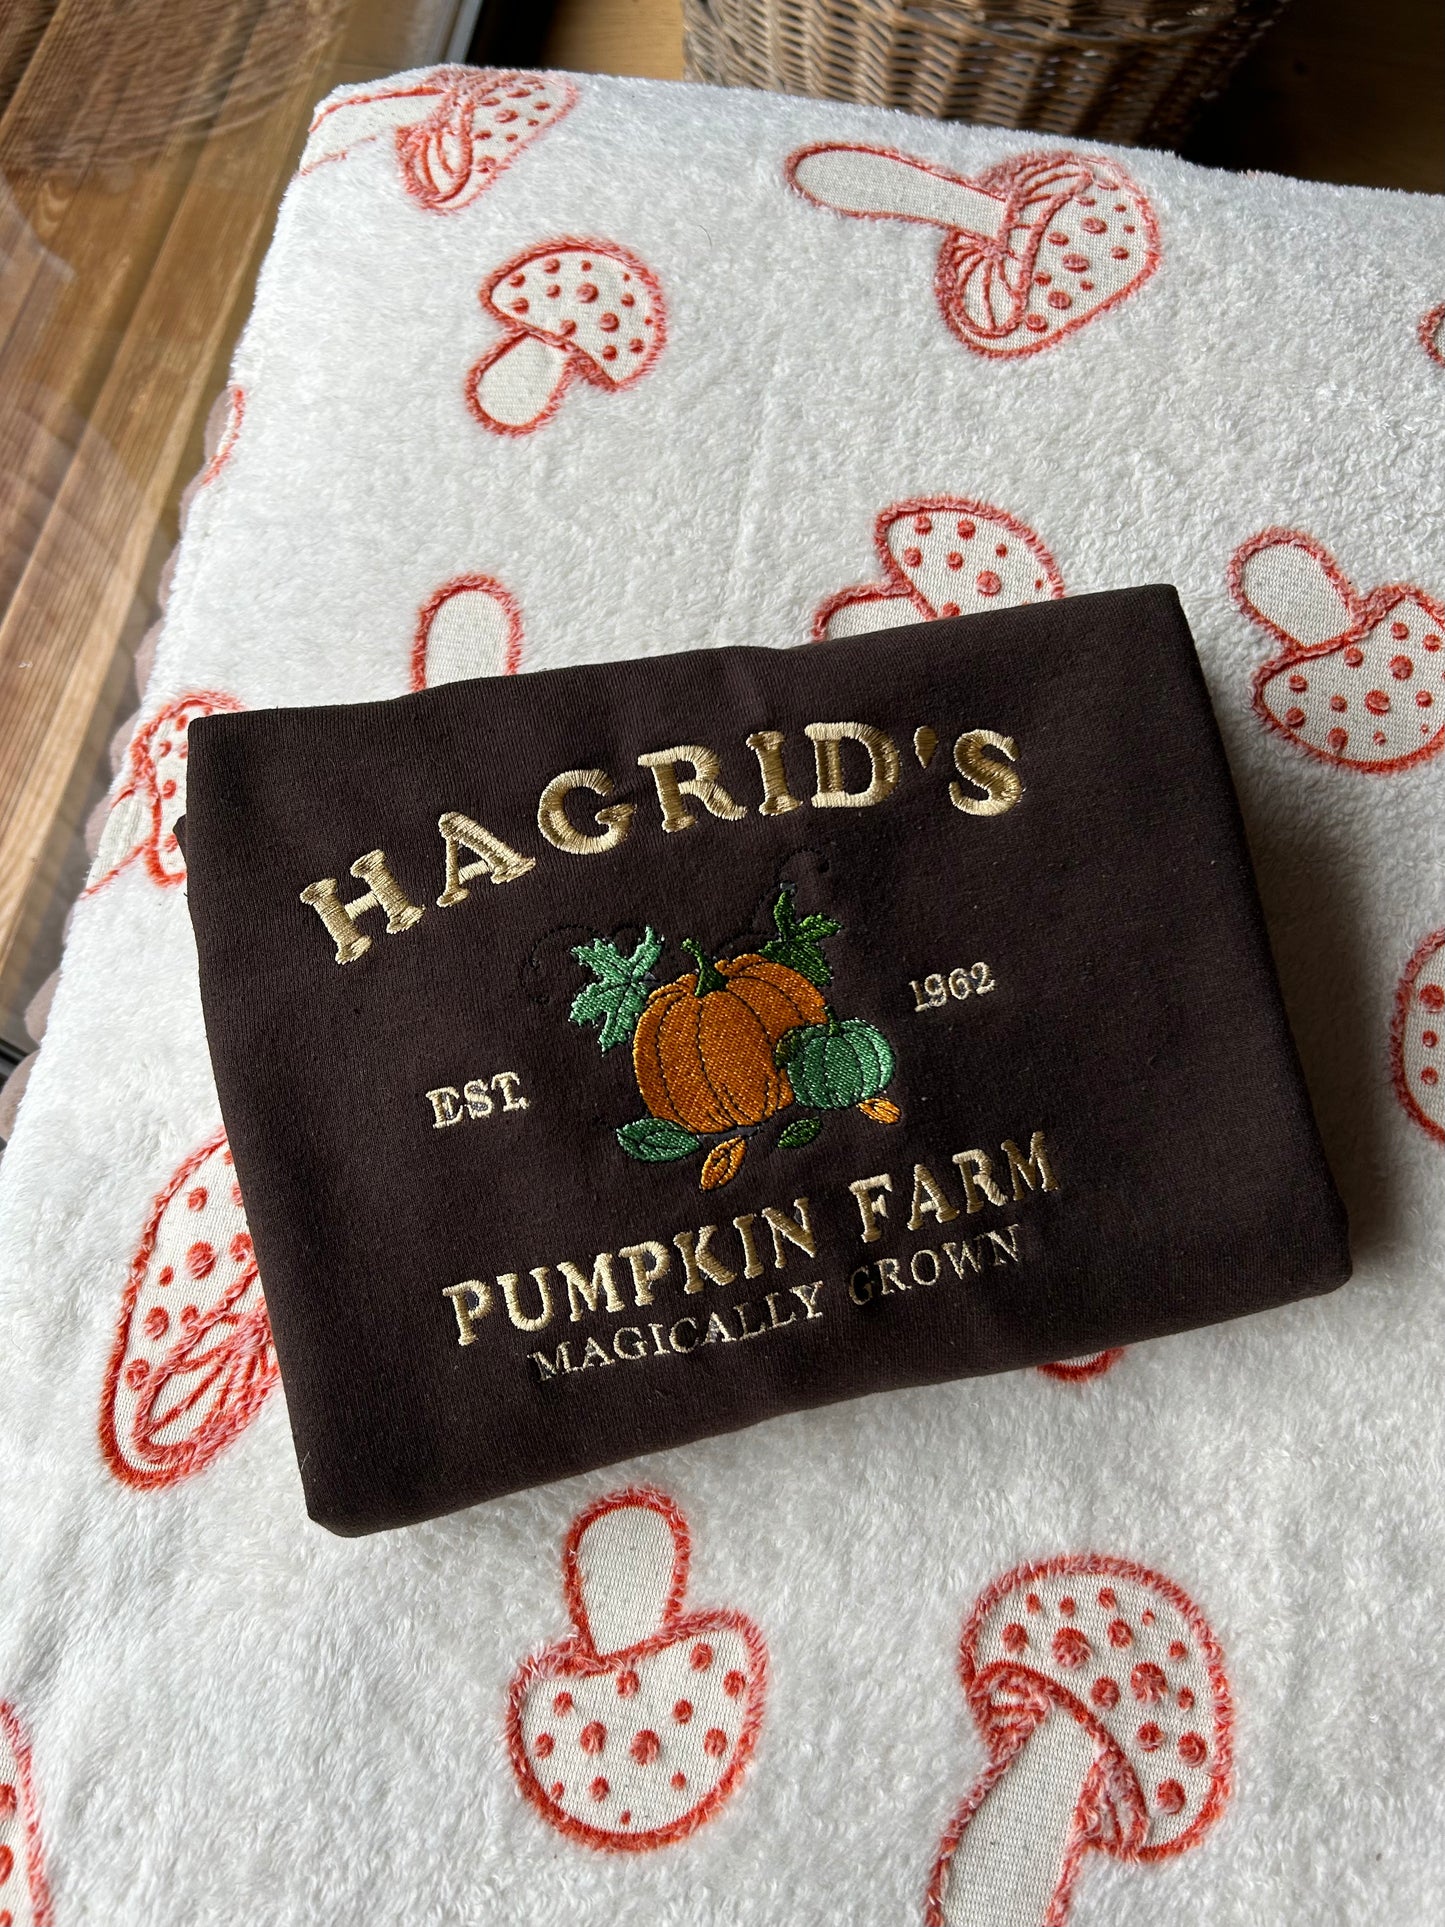 HAGRID'S
EST. 1962
PUMPKIN FARM
MAGICALLY GROWN